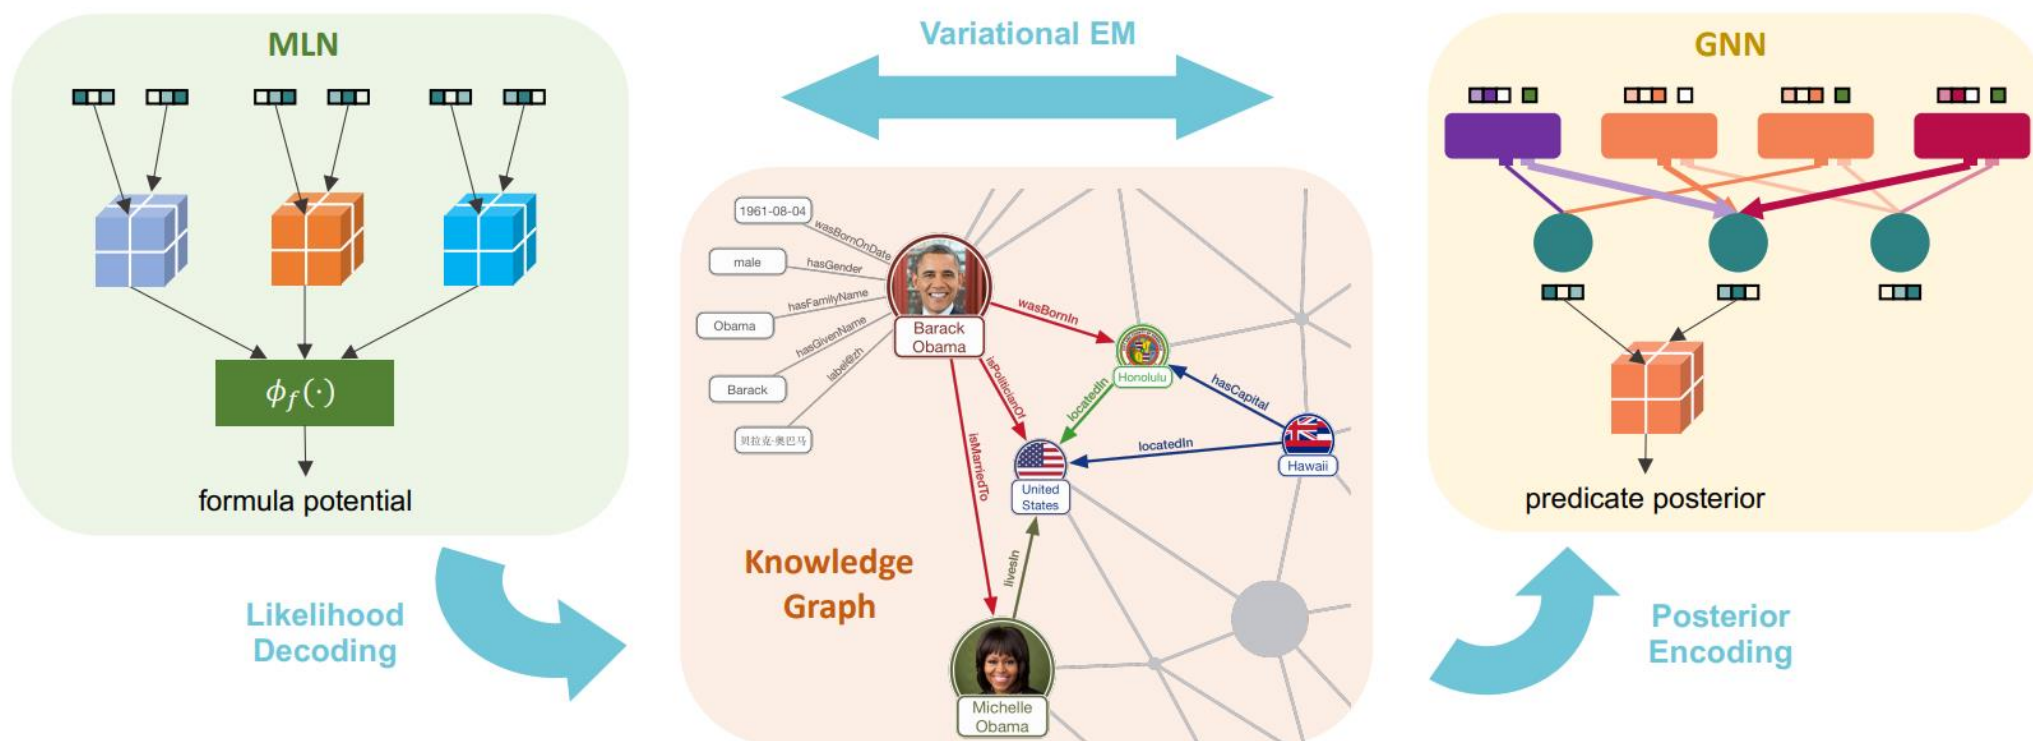 MLN
ϕf(·)
formula potential
Likelihood
Decoding
Variational EM
1961-08-04
wasBornOnDate
male
hasGender
Obama
hasFamilyName
Barack
hasGivenName
贝拉克·奥巴马
label@zh
Barack
Obama
wasBornIn
Honolulu
isPoliticianOf
locatedIn
hasCapital
locatedIn
Hawaii
United
States
isMarriedTo
livesIn
Knowledge
Graph
Michelle
Obama
GNN
predicate posterior
Posterior
Encoding